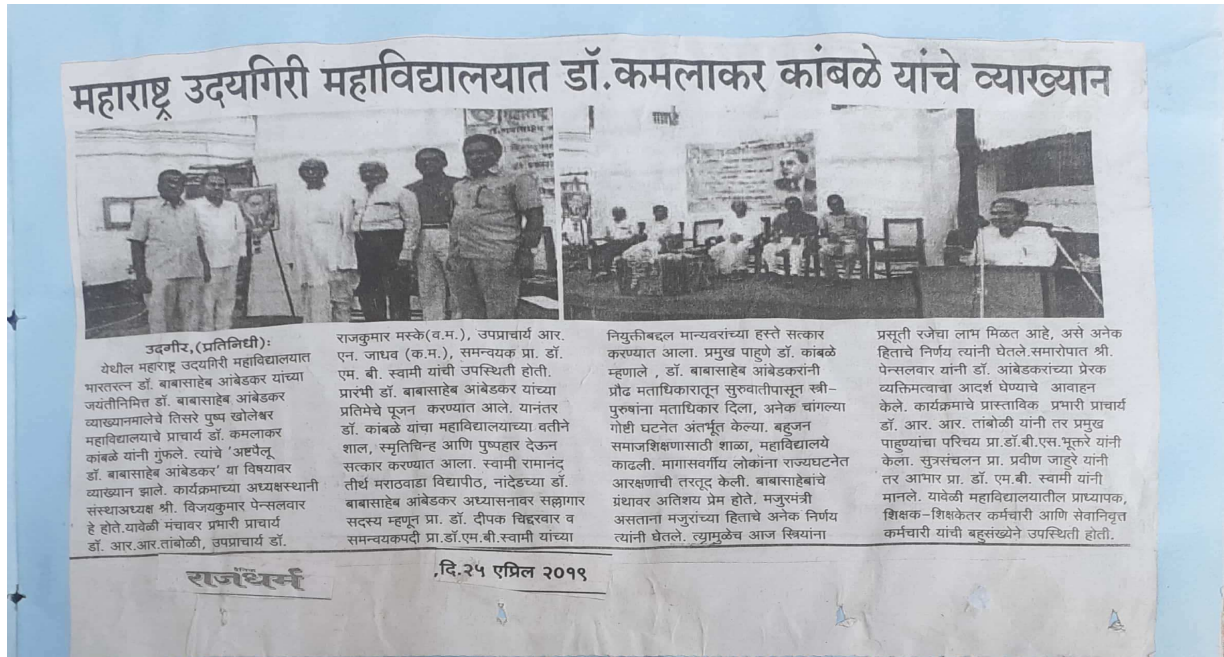 महाराष्ट्र उदयगिरी महाविद्यालयात डॉ.कमलाकर कांबळे यांचे व्याख्यान
उदगीर,(प्रतिनिधी):
येथील महाराष्ट्र उदयगिरी महाविद्यालयात
भारतरत्न डॉ. बाबासाहेब आंबेडकर यांच्या
जयंतीनिमित्त डॉ. बाबासाहेब आंबेडकर
व्याख्यानमालेचे तिसरे पुष्प खोलेश्वर
महाविद्यालयाचे प्राचार्य डॉ. कमलाकर
कांबळे यांनी गुंफले. त्यांचे 'अष्टपैलू
डॉ. बाबासाहेब आंबेडकर' या विषयावर
व्याख्यान झाले. कार्यक्रमाच्या अध्यक्षस्थानी
संस्थाअध्यक्ष श्री. विजयकुमार पेन्सलवार
हे होते.यावेळी मंचावर प्रभारी प्राचार्य
डॉ. आर.आर.तांबोळी, उपप्राचार्य डॉ.
राजकुमार मस्के(व.म.), उपप्राचार्य आर.
एन. जाधव (क.म.), समन्वयक प्रा. डॉ.
एम. बी. स्वामी यांची उपस्थिती होती.
प्रारंभी डॉ. बाबासाहेब आंबेडकर यांच्या
प्रतिमेचे पूजन करण्यात आले. यानंतर
डॉ. कांबळे यांचा महाविद्यालयाच्या वतीने
शाल, स्मृतिचिन्ह आणि पुष्पहार देऊन
सत्कार करण्यात आला. स्वामी रामानंद
तीर्थ मराठवाडा विद्यापीठ, नांदेडच्या डॉ.
बाबासाहेब आंबेडकर अध्यासनावर सल्लागार
सदस्य म्हणून प्रा. डॉ. दीपक चिद्दरवार व
समन्वयकपदी प्रा.डॉ.एम.बी.स्वामी यांच्या
नियुक्तीबद्दल मान्यवरांच्या हस्ते सत्कार
करण्यात आला. प्रमुख पाहुणे डॉ. कांबळे
म्हणाले , डॉ. बाबासाहेब आंबेडकरांनी
प्रौढ मताधिकारातून सुरुवातीपासून स्त्री-
पुरुषांना मताधिकार दिला, अनेक चांगल्या
गोष्टी घटनेत अंतर्भूत केल्या. बहुजन
समाजशिक्षणासाठी शाळा, महाविद्यालये
काढली. मागासवर्गीय लोकांना राज्यघटनेत
आरक्षणाची तरतूद केली. बाबासाहेबांचे
ग्रंथावर अतिशय प्रेम होते. मजुरमंत्री
असताना मजुरांच्या हिताचे अनेक निर्णय
त्यांनी घेतले. त्यामुळेच आज स्त्रियांना
प्रसूती रजेचा लाभ मिळत आहे, असे अनेक
हिताचे निर्णय त्यांनी घेतले.समारोपात श्री.
पेन्सलवार यांनी डॉ. आंबेडकरांच्या प्रेरक
व्यक्तिमत्वाचा आदर्श घेण्याचे आवाहन
केले. कार्यक्रमाचे प्रास्ताविक प्रभारी प्राचार्य
डॉ. आर. आर. तांबोळी यांनी तर प्रमुख
पाहुण्यांचा परिचय प्रा.डॉ.बी.एस.भूकतरे यांनी
केला. सुत्रसंचलन प्रा. प्रवीण जाहुरे यांनी
तर आभार प्रा. डॉ. एम.बी. स्वामी यांनी
मानले. यावेळी महाविद्यालयातील प्राध्यापक,
शिक्षक-शिक्षकेतर कर्मचारी आणि सेवानिवृत्त
कर्मचारी यांची बहुसंख्येने उपस्थिती होती.
दैनिक
राजधर्म
,दि.२५ एप्रिल २०१९